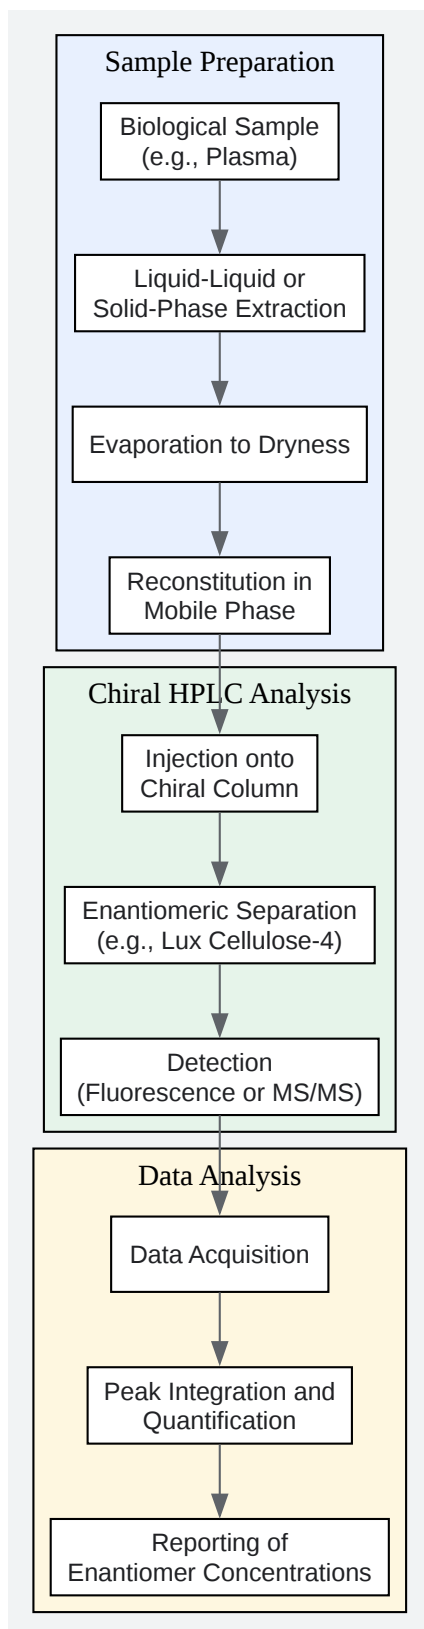 Sample Preparation
Biological Sample
(e.g., Plasma)
Liquid-Liquid or
Solid-Phase Extraction
Evaporation to Dryness
Reconstitution in
Mobile Phase
Chiral HPLC Analysis
Injection onto
Chiral Column
Enantiomeric Separation
(e.g., Lux Cellulose-4)
Detection
(Fluorescence or MS/MS)
Data Analysis
Data Acquisition
Peak Integration and
Quantification
Reporting of
Enantiomer Concentrations